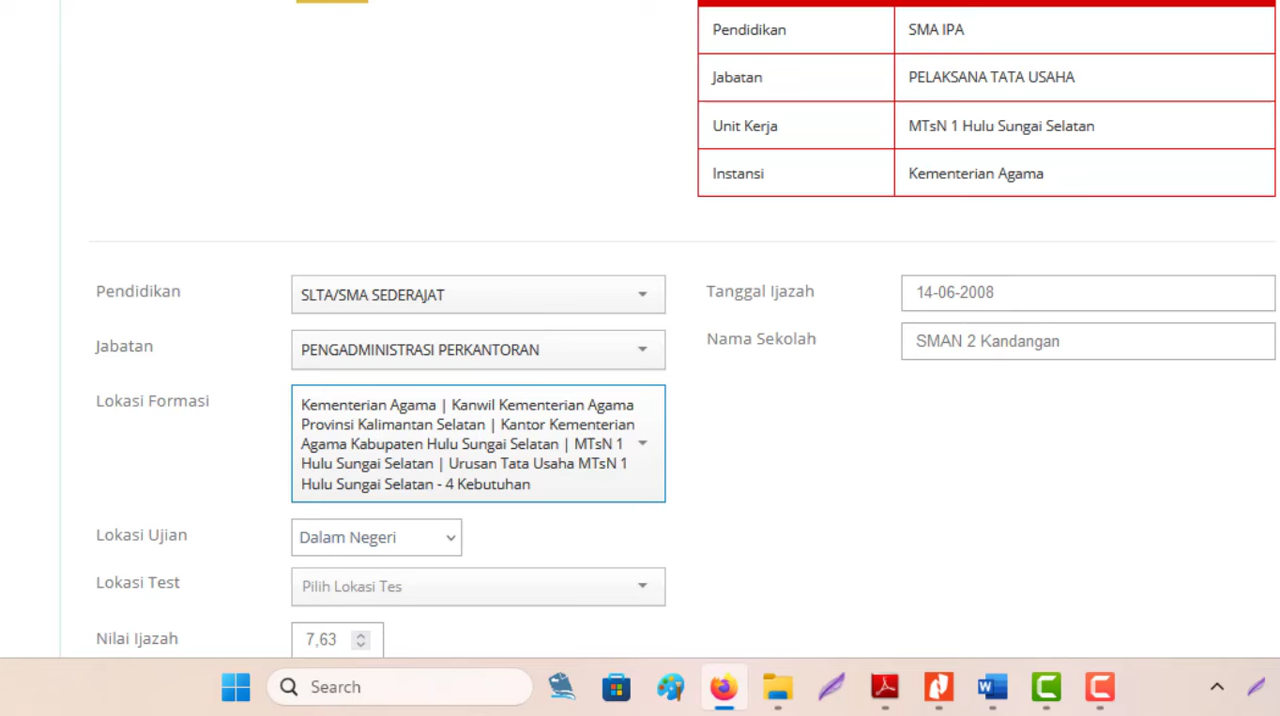 Pendidikan SMA IPA
Jabatan PELAKSANA TATA USAHA
Unit Kerja MTsN 1 Hulu Sungai Selatan
Instansi Kementerian Agama
Pendidikan SLTA/SMA SEDERAJAT
Tanggal Ijazah 14-06-2008
Jabatan PENGADMINISTRASI PERKANTORAN
Nama Sekolah SMAN 2 Kandangan
Lokasi Formasi Kementerian Agama | Kanwil Kementerian Agama
Provinsi Kalimantan Selatan | Kantor Kementerian
Agama Kabupaten Hulu Sungai Selatan | MTsN 1
Hulu Sungai Selatan | Urusan Tata Usaha MTsN 1
Hulu Sungai Selatan - 4 Kebutuhan
Lokasi Ujian Dalam Negeri
Lokasi Test Pilih Lokasi Tes
Nilai Ijazah 7,63
Search